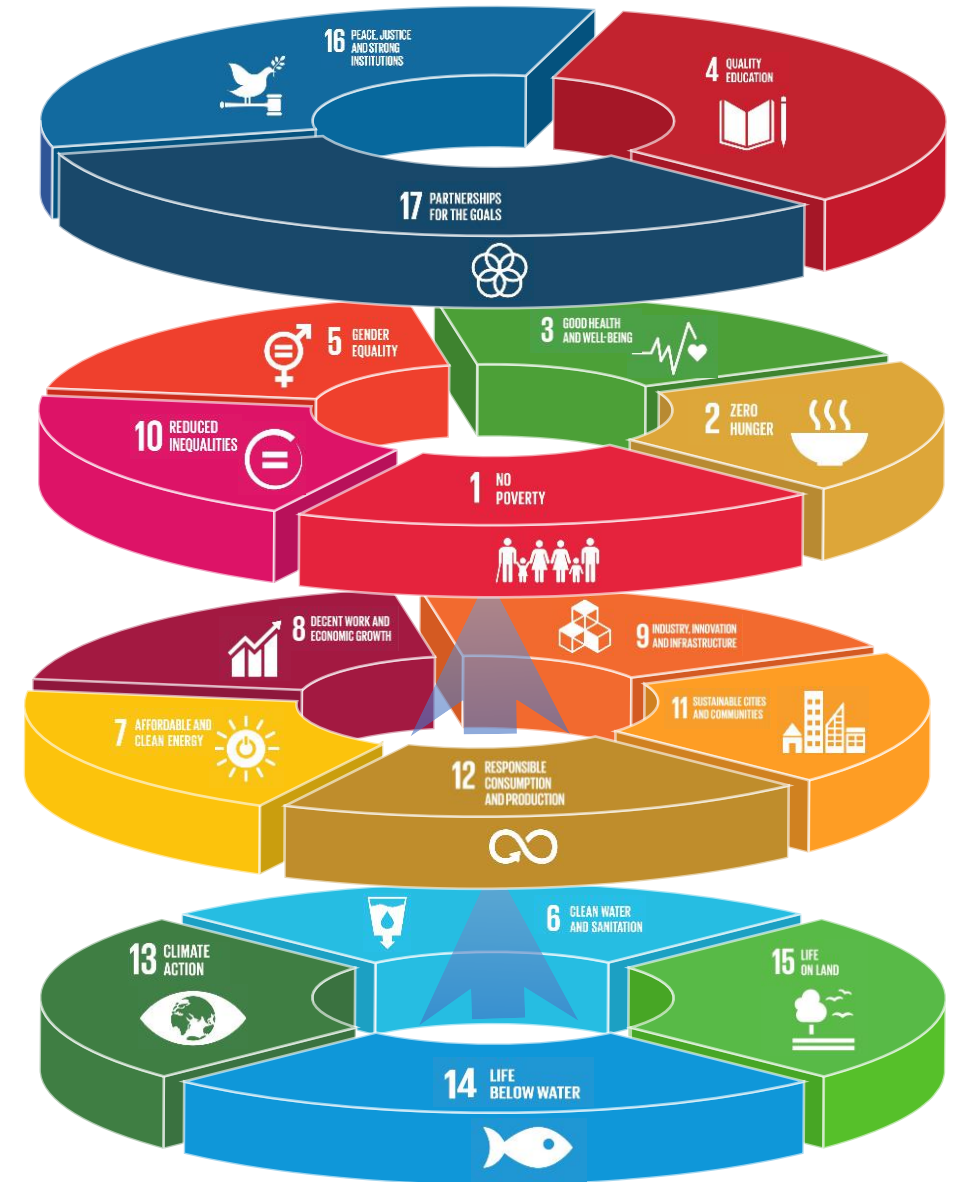 16 PEACE, JUSTICE
AND STRONG
INSTITUTIONS
4 QUALITY
EDUCATION
17 PARTNERSHIPS
FOR THE GOALS
5 GENDER
EQUALITY
3 GOOD HEALTH
AND WELL-BEING
10 REDUCED
INEQUALITIES
2 ZERO
HUNGER
1 NO
POVERTY
8 DECENT WORK AND
ECONOMIC GROWTH
9 INDUSTRY, INNOVATION
AND INFRASTRUCTURE
7 AFFORDABLE AND
CLEAN ENERGY
11 SUSTAINABLE CITIES
AND COMMUNITIES
12 RESPONSIBLE
CONSUMPTION
AND PRODUCTION
6 CLEAN WATER
AND SANITATION
13 CLIMATE
ACTION
15 LIFE
ON LAND
14 LIFE
BELOW WATER